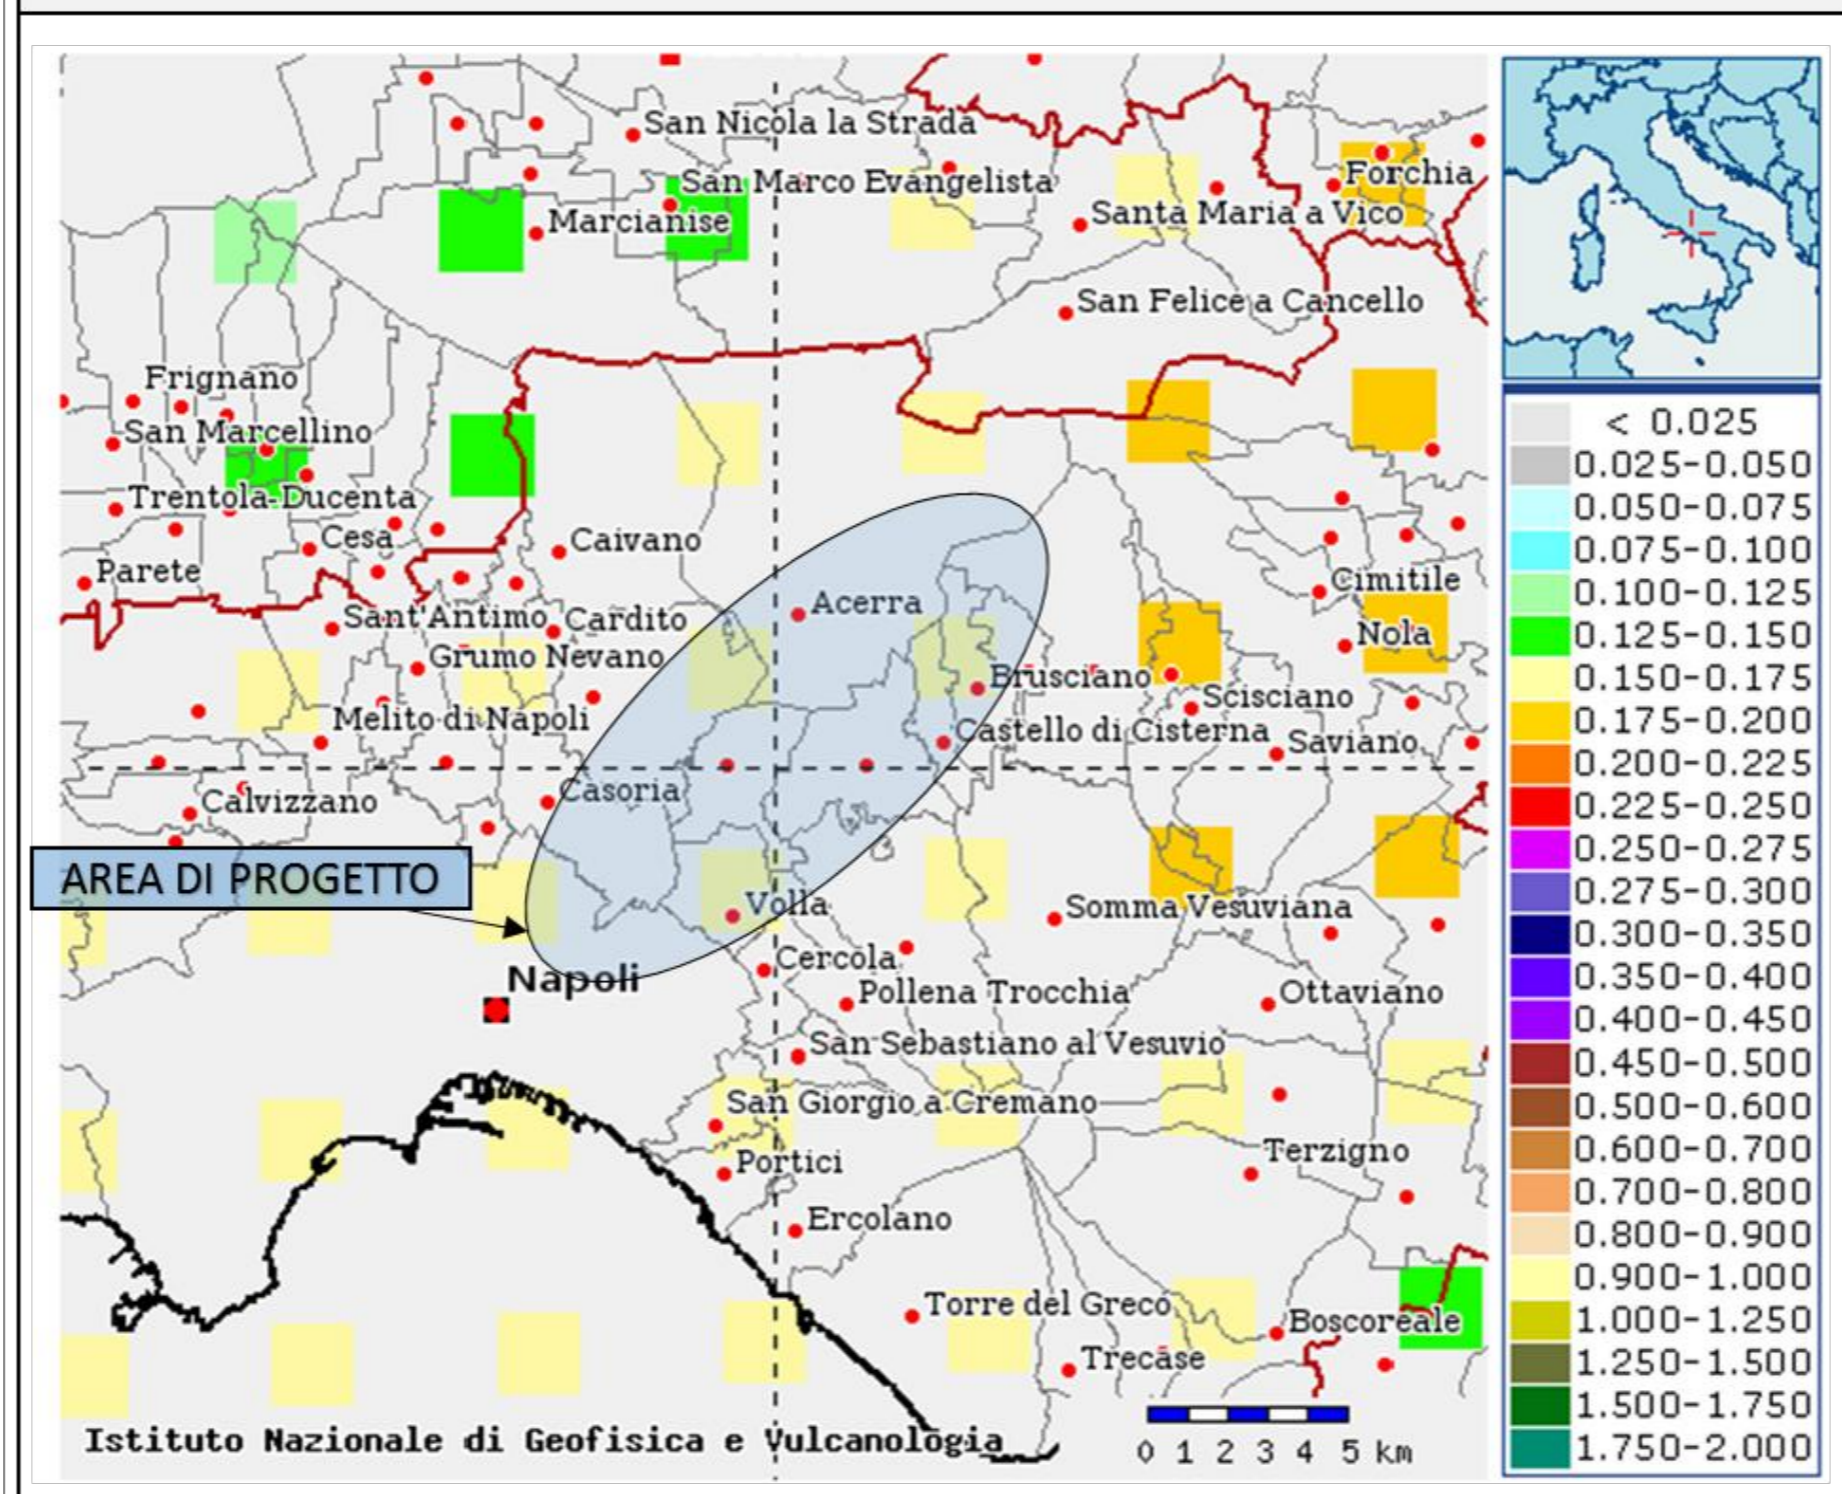 San Nicola la Strada
San Marco Evangelista
Forchia
Marcianise
Santa Maria a Vico
San Felice a Cancello
Frignano
San Marcellino
Trentola-Ducenta
Cesa
Caivano
Parete
Cimitile
Acerra
Sant'Antimo
Cardito
Nola
Grumo Nevano
Brusciano
Scisciano
Melito di Napoli
Castello di Cisterna
Saviano
Casoria
Calvizzano
AREA DI PROGETTO
Volla
Somma Vesuviana
Cercola
Napoli
Pollena Trocchia
Ottaviano
San Sebastiano al Vesuvio
San Giorgio a Cremano
Portici
Terzigno
Ercolano
Torre del Greco
Boscoreale
Trecase
Istituto Nazionale di Geofisica e Vulcanologia
0 1 2 3 4 5 km
< 0.025
0.025-0.050
0.050-0.075
0.075-0.100
0.100-0.125
0.125-0.150
0.150-0.175
0.175-0.200
0.200-0.225
0.225-0.250
0.250-0.275
0.275-0.300
0.300-0.350
0.350-0.400
0.400-0.450
0.450-0.500
0.500-0.600
0.600-0.700
0.700-0.800
0.800-0.900
0.900-1.000
1.000-1.250
1.250-1.500
1.500-1.750
1.750-2.000